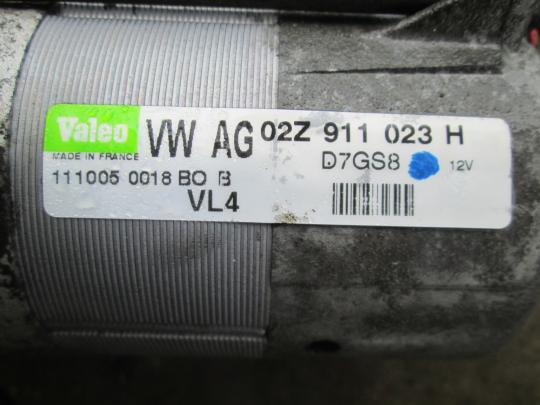 Valeo VW AG 02Z 911 023 H
MADE IN FRANCE D7GS8 12V
111005 0018 BO B
VL4